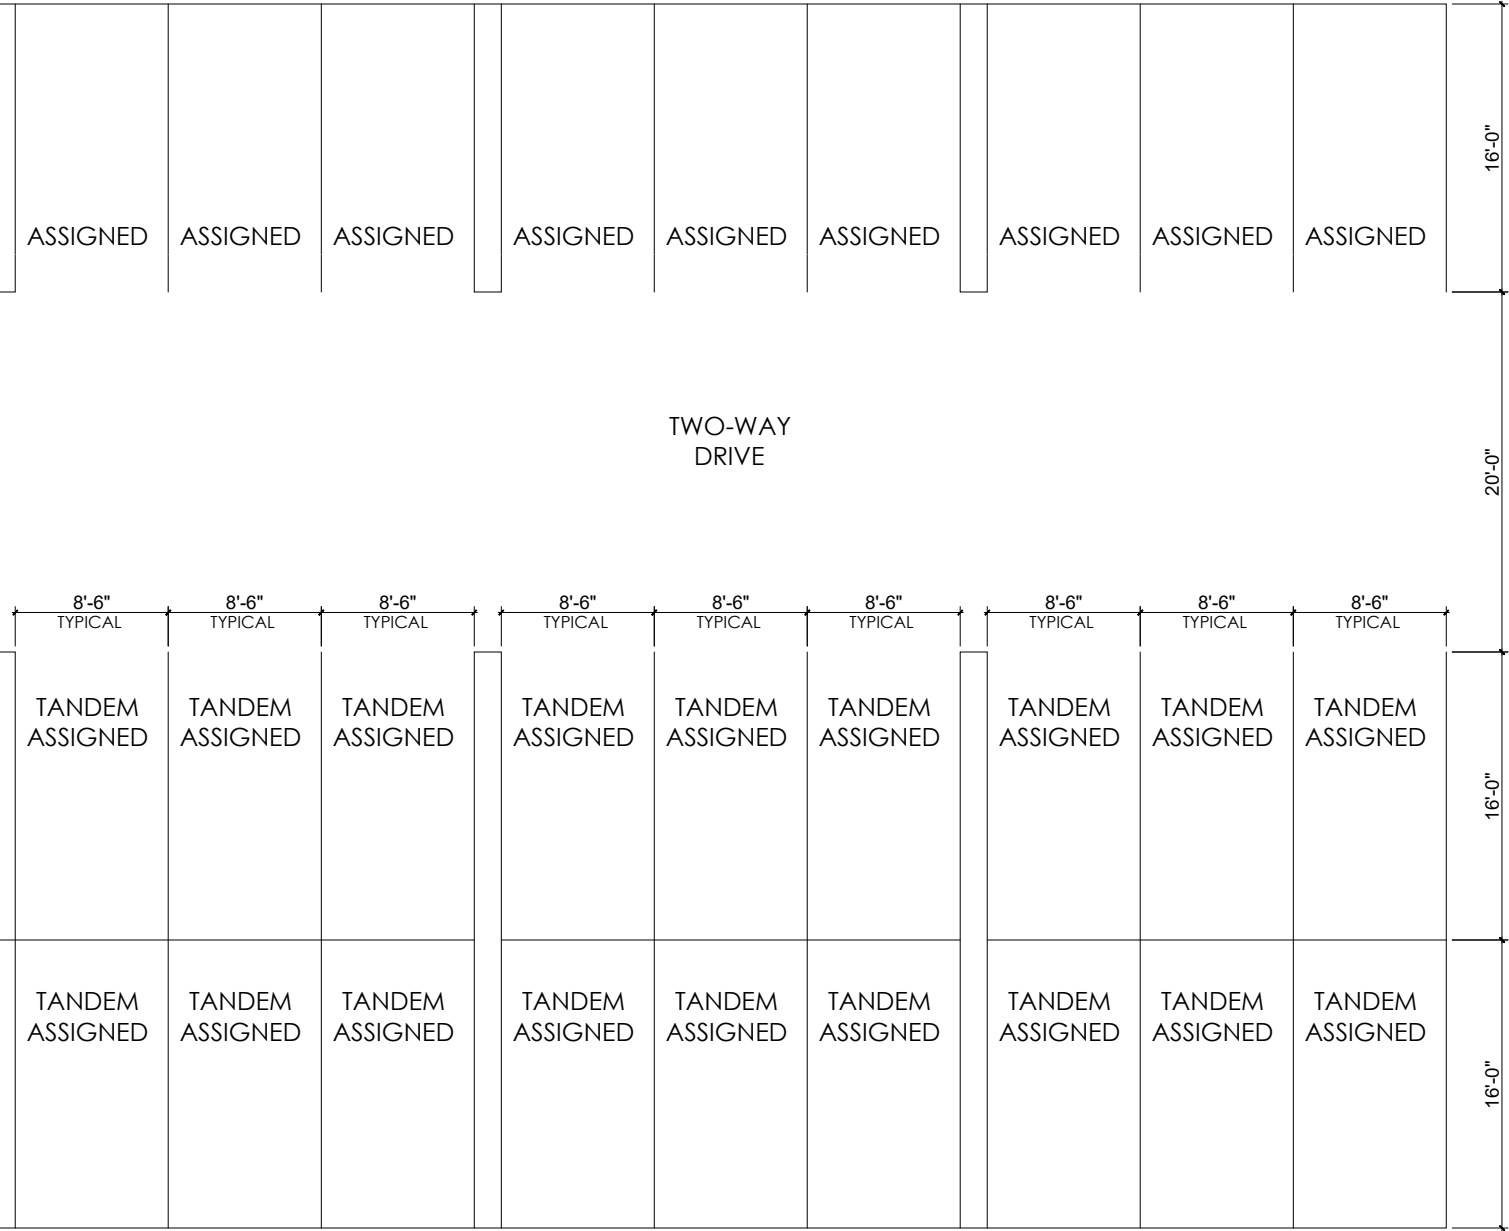 16'-0"
ASSIGNED ASSIGNED ASSIGNED ASSIGNED ASSIGNED ASSIGNED ASSIGNED ASSIGNED ASSIGNED
TWO-WAY
DRIVE
20'-0"
8'-6" 8'-6" 8'-6" 8'-6" 8'-6" 8'-6" 8'-6" 8'-6" 8'-6"
TYPICAL TYPICAL TYPICAL TYPICAL TYPICAL TYPICAL TYPICAL TYPICAL TYPICAL
TANDEM TANDEM TANDEM TANDEM TANDEM TANDEM TANDEM TANDEM TANDEM
ASSIGNED ASSIGNED ASSIGNED ASSIGNED ASSIGNED ASSIGNED ASSIGNED ASSIGNED ASSIGNED
16'-0"
TANDEM TANDEM TANDEM TANDEM TANDEM TANDEM TANDEM TANDEM TANDEM
ASSIGNED ASSIGNED ASSIGNED ASSIGNED ASSIGNED ASSIGNED ASSIGNED ASSIGNED ASSIGNED
16'-0"